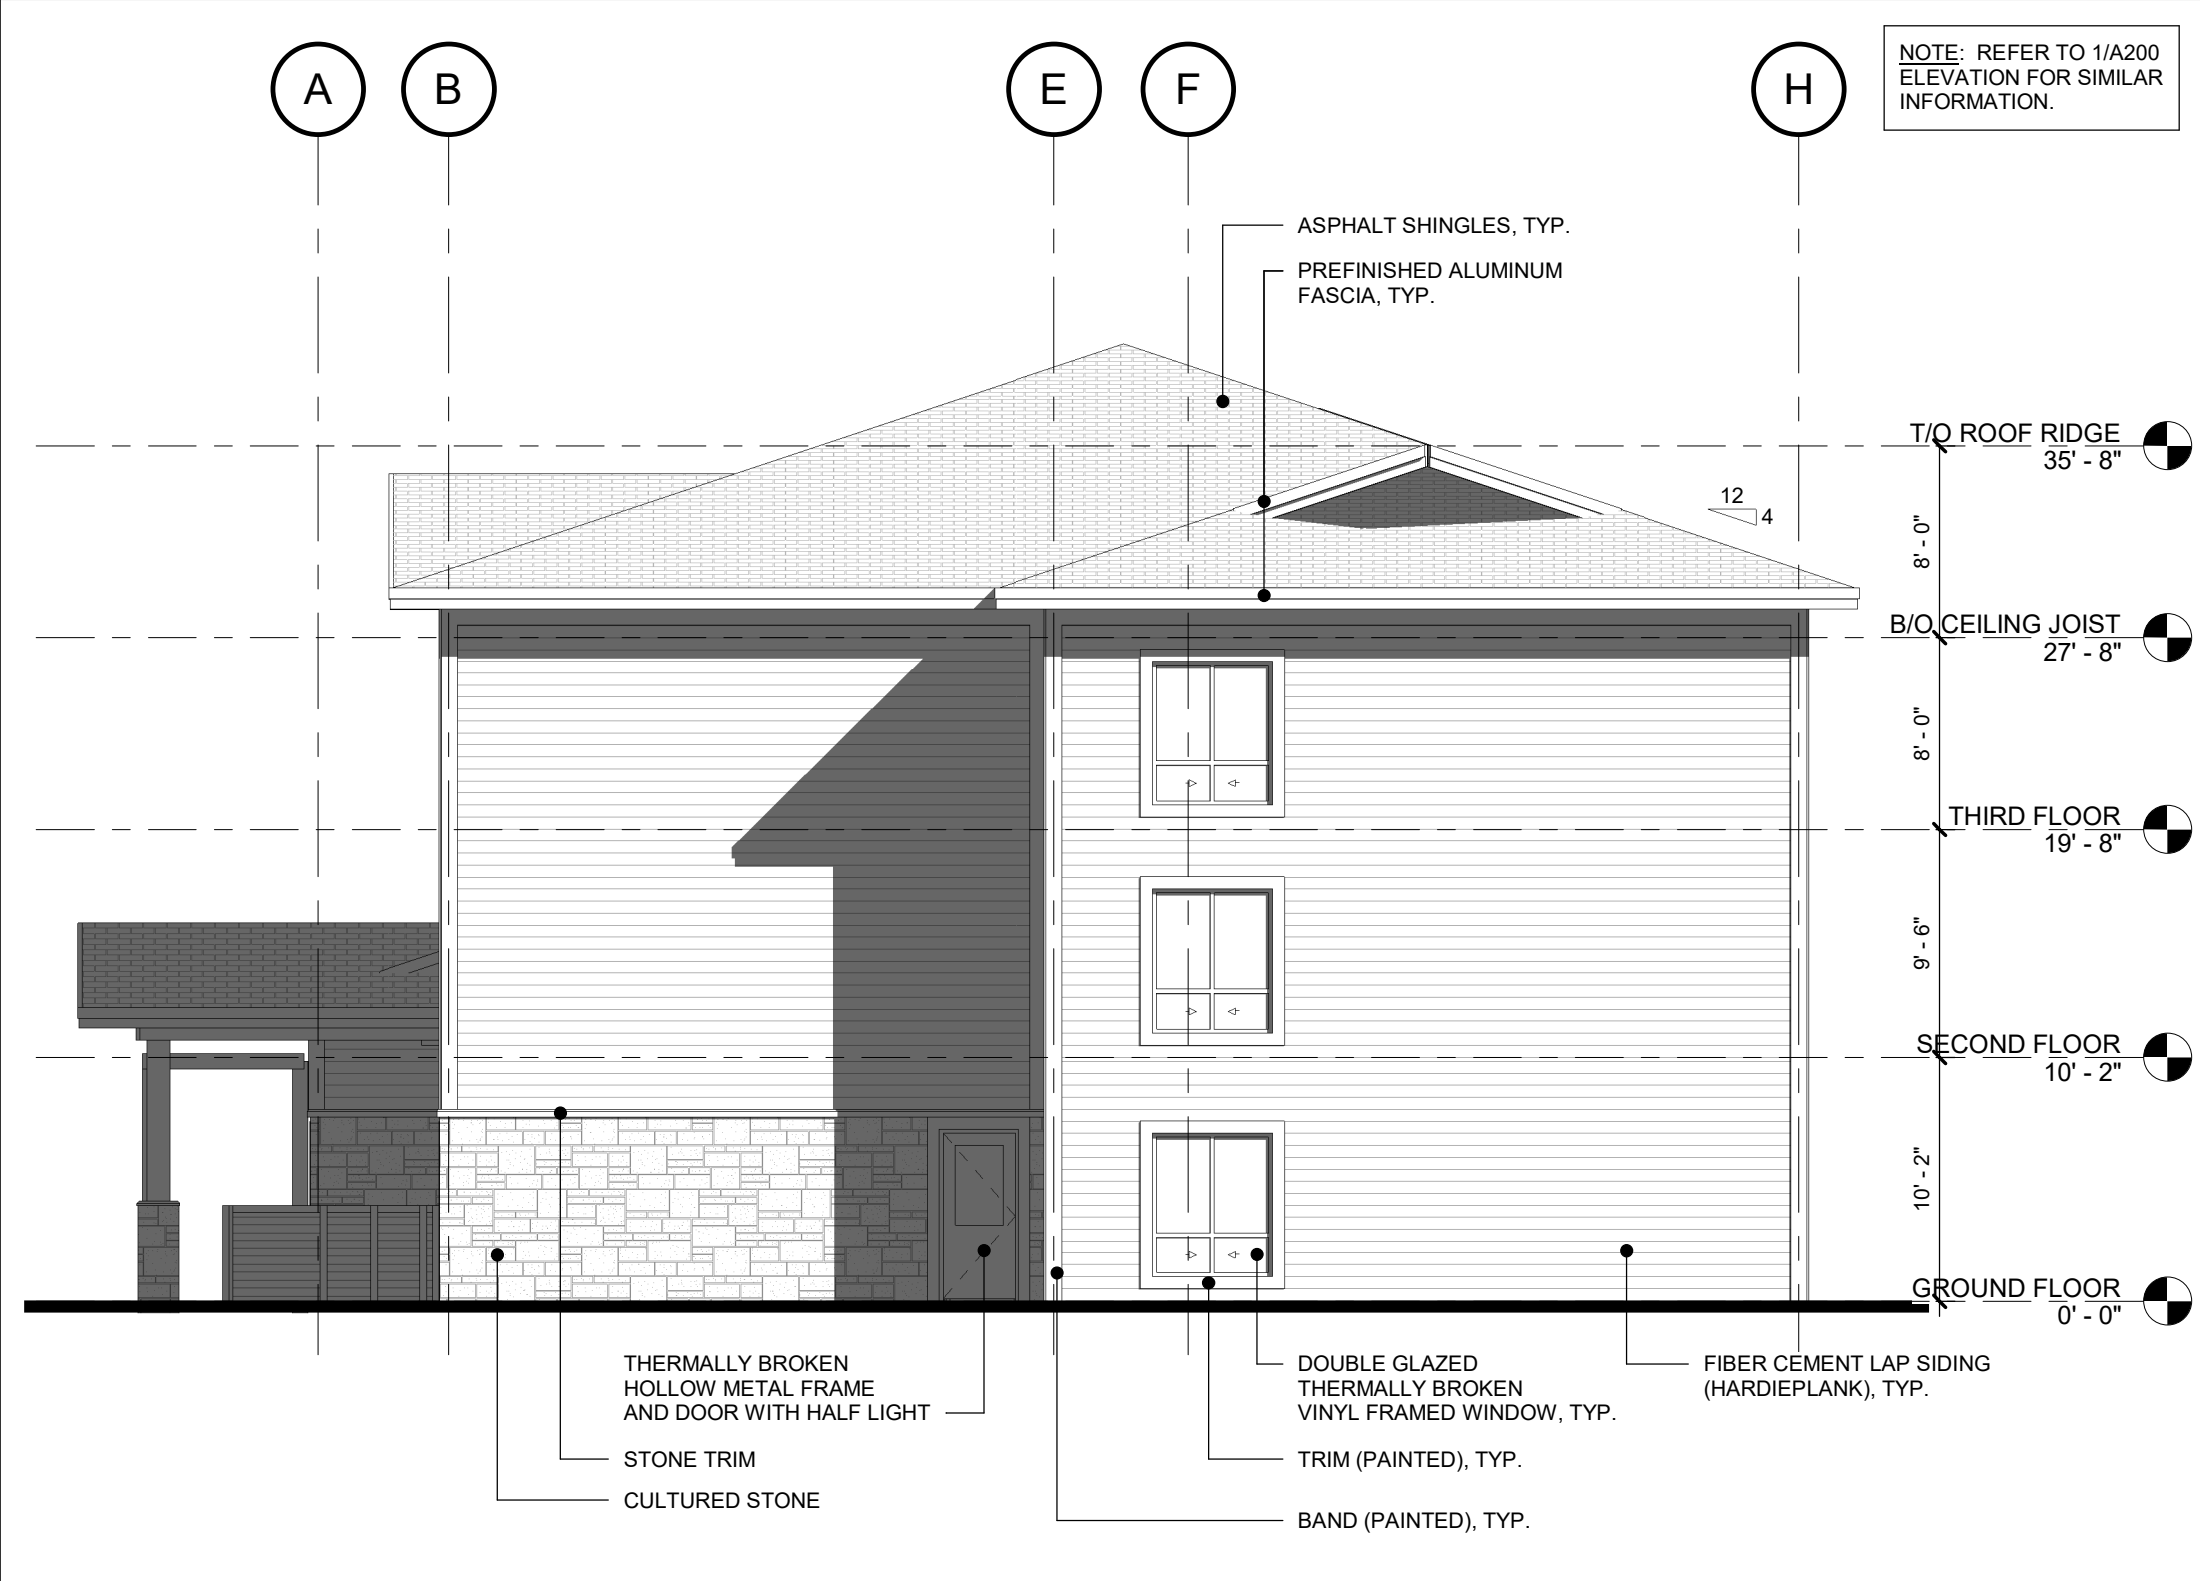 A
B
E
F
H
NOTE: REFER TO 1/A200
ELEVATION FOR SIMILAR
INFORMATION.
ASPHALT SHINGLES, TYP.
PREFINISHED ALUMINUM
FASCIA, TYP.
T/O ROOF RIDGE
35' - 8"
12
4
8' - 0"
B/O CEILING JOIST
27' - 8"
8' - 0"
THIRD FLOOR
19' - 8"
9' - 6"
SECOND FLOOR
10' - 2"
10' - 2"
GROUND FLOOR
0' - 0"
THERMALLY BROKEN
HOLLOW METAL FRAME
AND DOOR WITH HALF LIGHT
STONE TRIM
CULTURED STONE
DOUBLE GLAZED
THERMALLY BROKEN
VINYL FRAMED WINDOW, TYP.
TRIM (PAINTED), TYP.
BAND (PAINTED), TYP.
FIBER CEMENT LAP SIDING
(HARDIEPLANK), TYP.